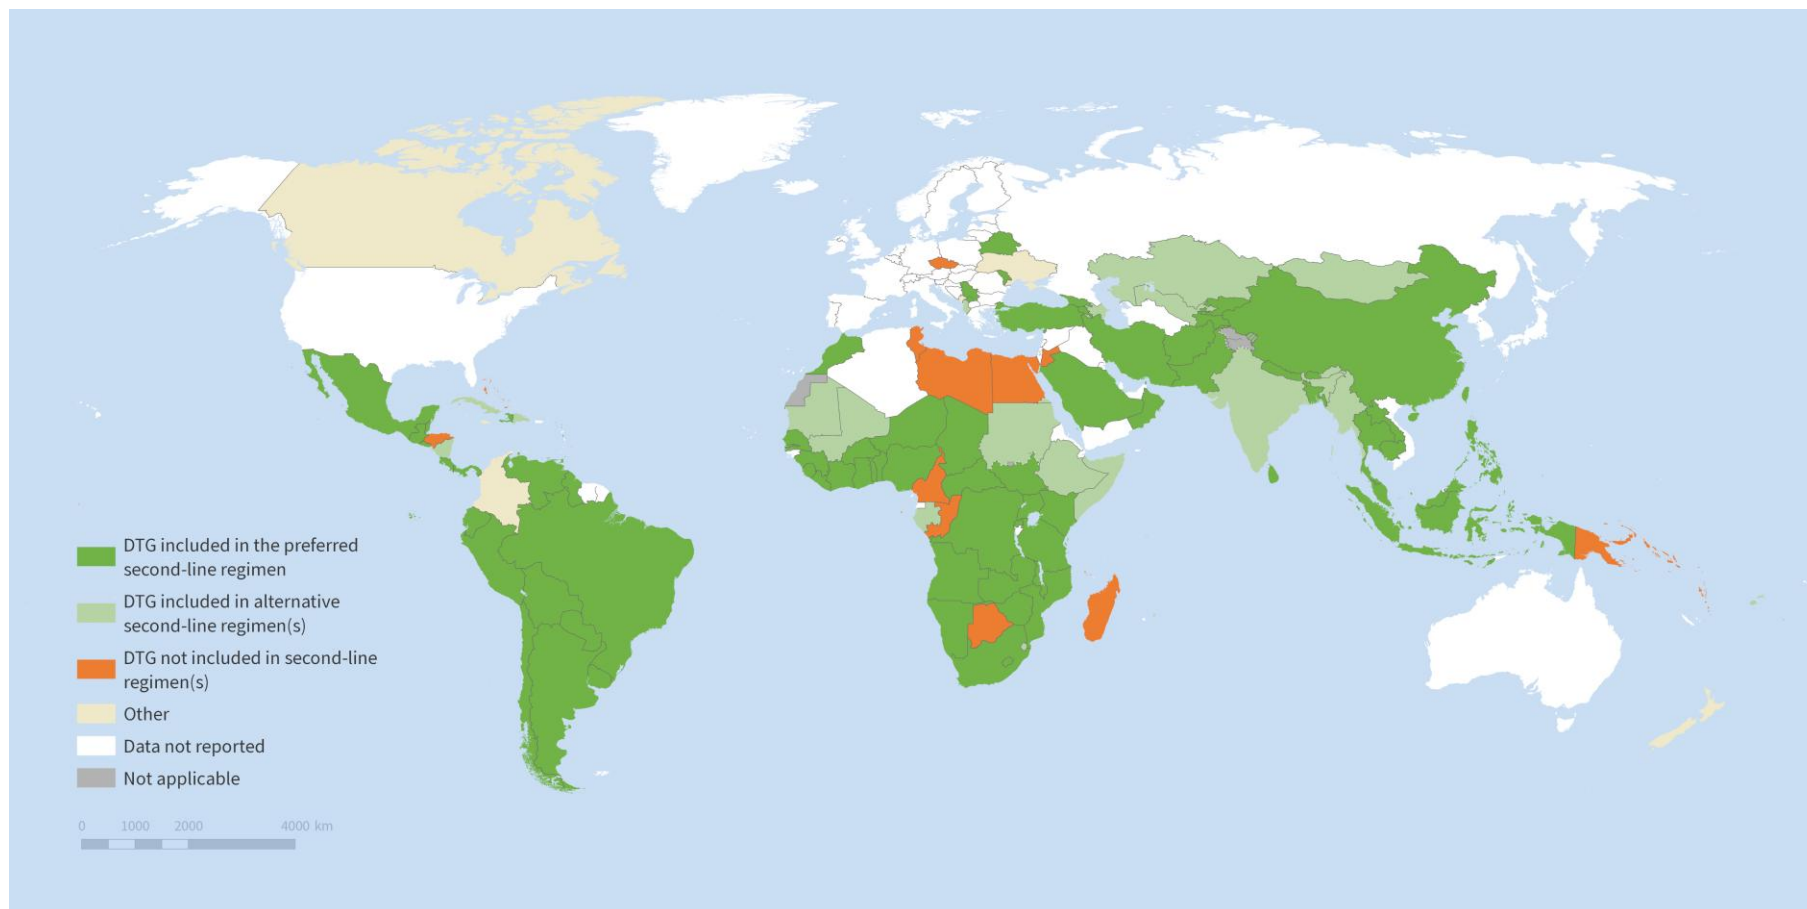 DTG included in the preferred
second-line regimen
DTG included in alternative
second-line regimen(s)
DTG not included in second-line
regimen(s)
Other
Data not reported
Not applicable
0 1000 2000 4000 km